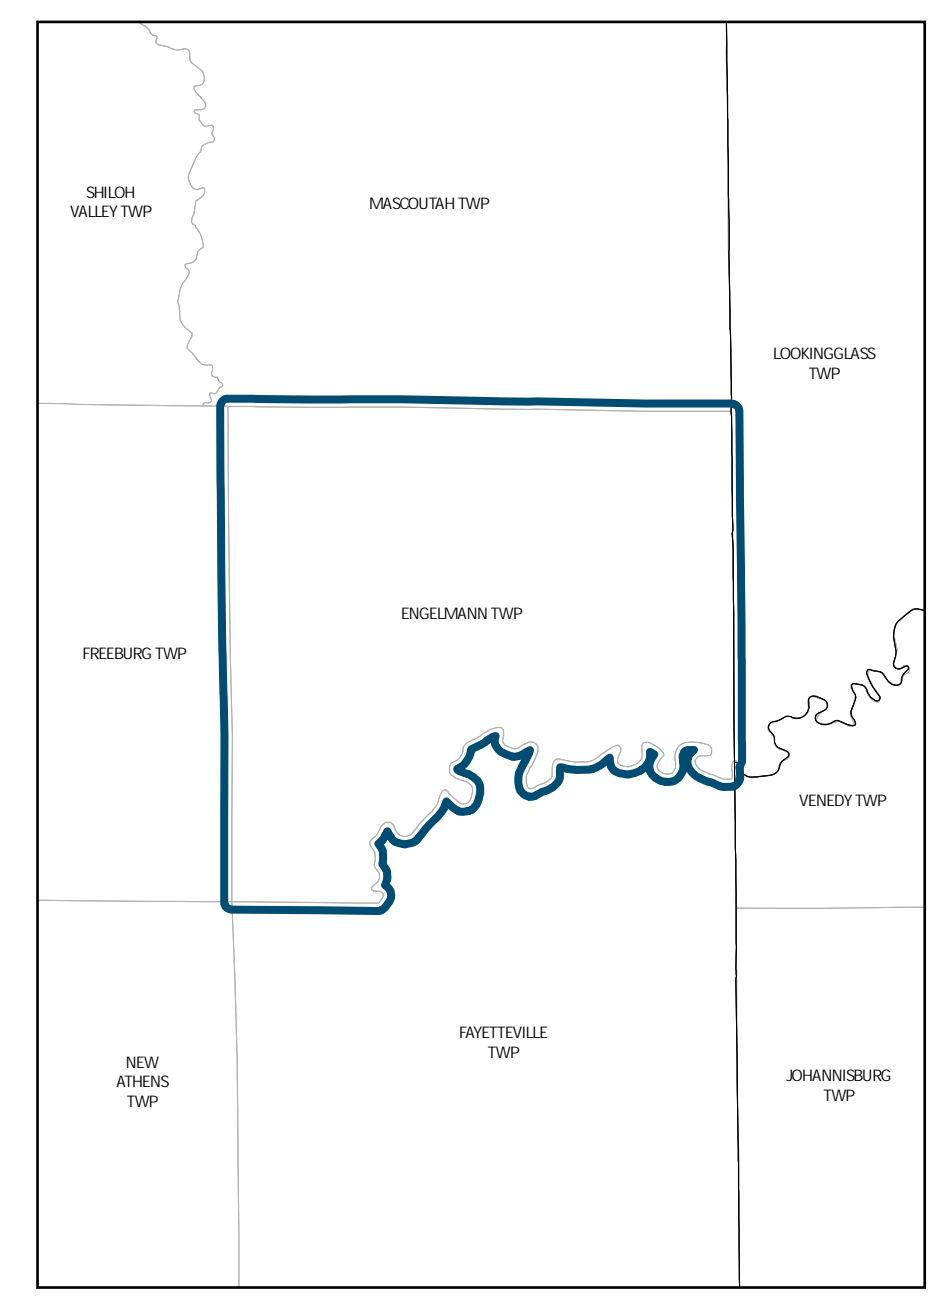 SHILOH
VALLEY TWP
MASCOUTAH TWP
LOOKINGGLASS
TWP
ENGELMANN TWP
FREEBURG TWP
VENEDY TWP
FAYETTEVILLE
TWP
NEW
ATHENS
TWP
JOHANNISBURG
TWP